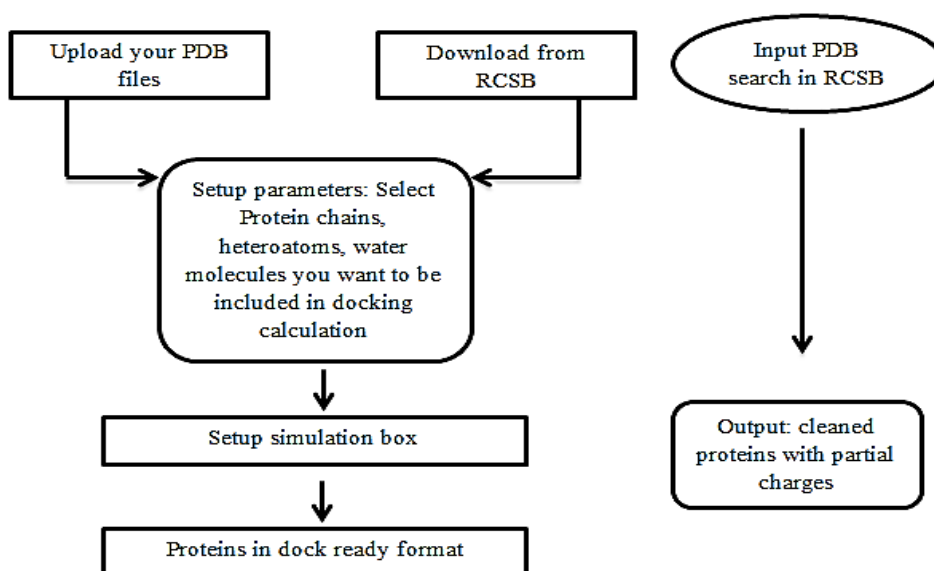 Upload your PDB
files
Download from
RCSB
Input PDB
search in RCSB
Setup parameters: Select
Protein chains,
heteroatoms, water
molecules you want to be
included in docking
calculation
Setup simulation box
Output: cleaned
proteins with partial
charges
Proteins in dock ready format